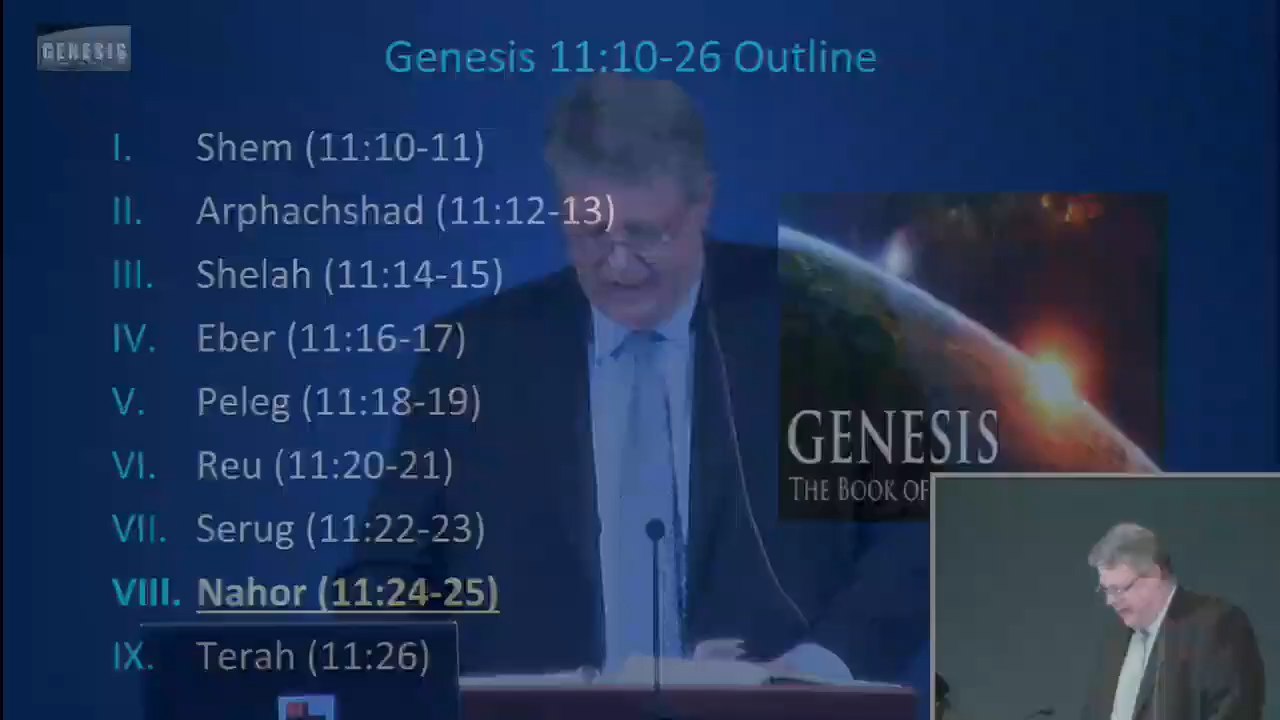 GENESIS
Genesis 11:10-26 Outline
I. Shem (11:10-11)
II. Arphachshad (11:12-13)
III. Shelah (11:14-15)
IV. Eber (11:16-17)
V. Peleg (11:18-19)
VI. Reu (11:20-21)
VII. Serug (11:22-23)
VIII. Nahor (11:24-25)
IX. Terah (11:26)
GENESIS
THE BOOK OF